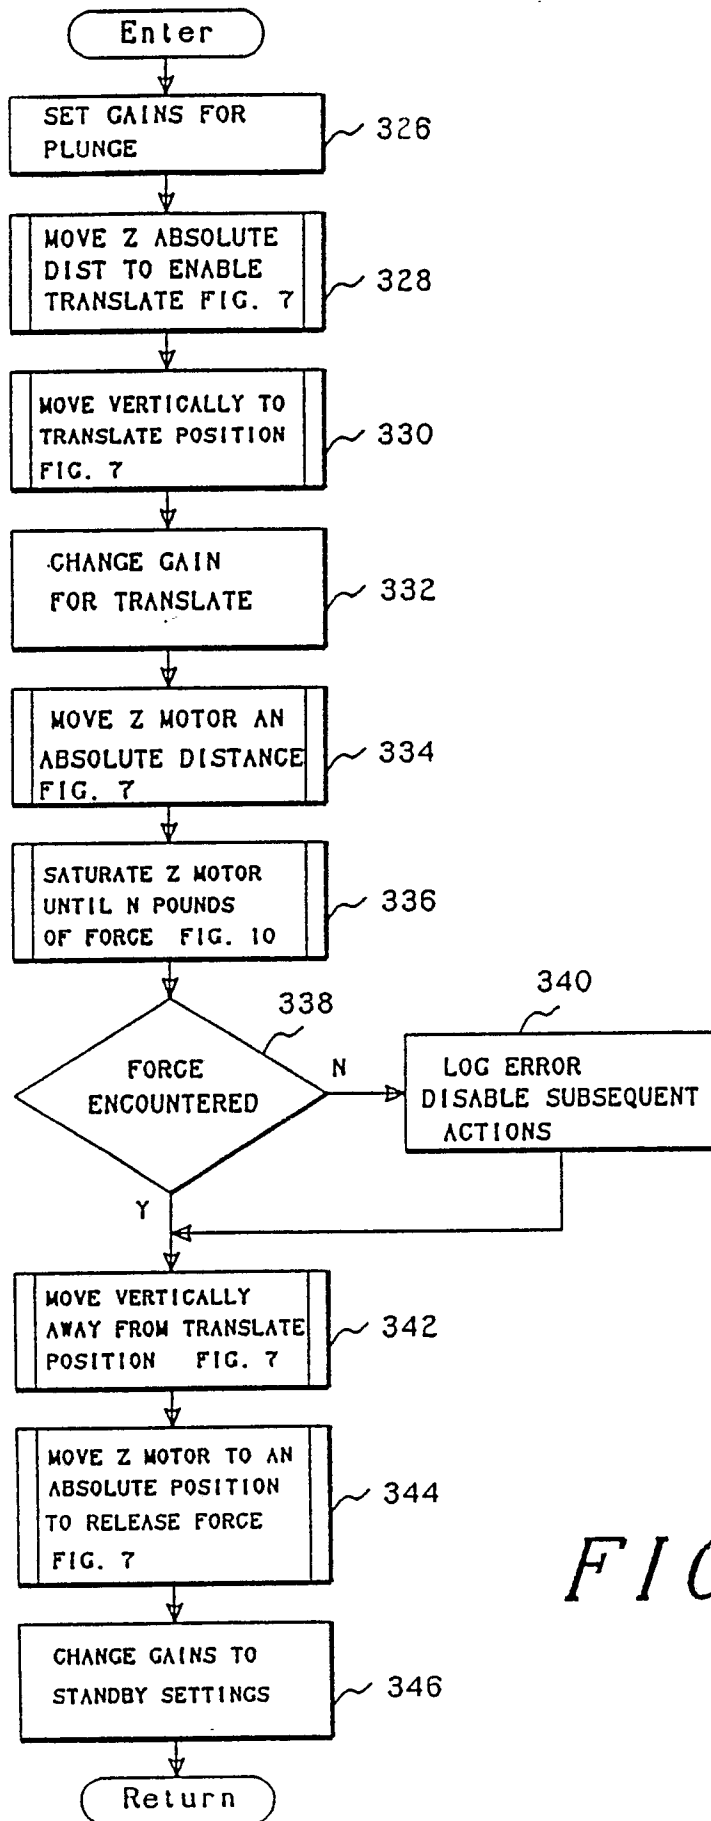 Enter
SET GAINS FOR
PLUNGE
326
MOVE Z ABSOLUTE
DIST TO ENABLE
TRANSLATE FIG. 7
328
MOVE VERTICALLY TO
TRANSLATE POSITION
FIG. 7
330
CHANGE GAIN
FOR TRANSLATE
332
MOVE Z MOTOR AN
ABSOLUTE DISTANCE
FIG. 7
334
SATURATE Z MOTOR
UNTIL N POUNDS
OF FORCE FIG. 10
336
338
FORCE
ENCOUNTERED
N
Y
340
LOG ERROR
DISABLE SUBSEQUENT
ACTIONS
MOVE VERTICALLY
AWAY FROM TRANSLATE
POSITION FIG. 7
342
MOVE Z MOTOR TO AN
ABSOLUTE POSITION
TO RELEASE FORCE
FIG. 7
344
CHANGE GAINS TO
STANDBY SETTINGS
346
Return